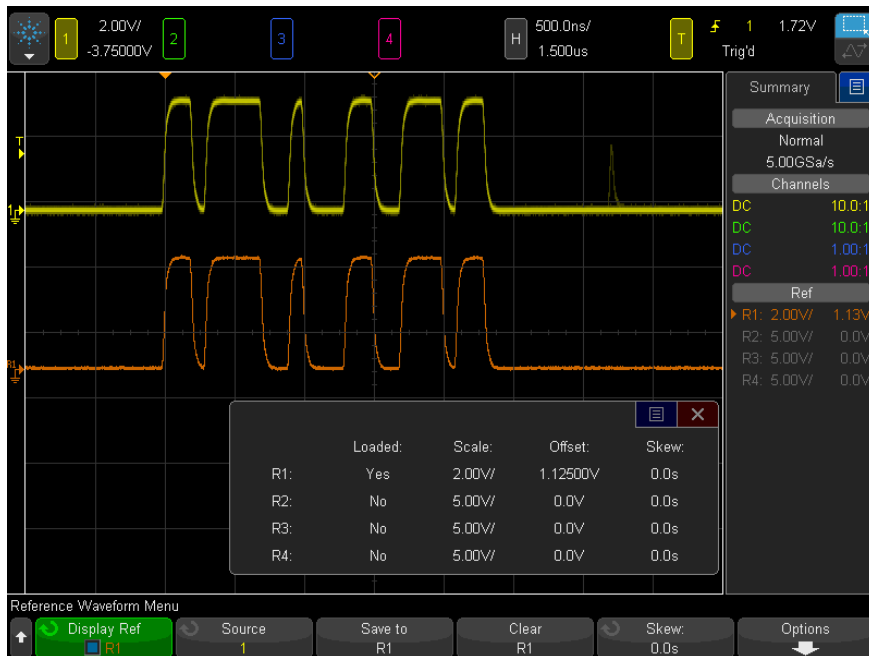 1 2.00V/ -3.75000V 2 3 4 H 500.0ns/ 1.500us T 1 1.72V Trig'd
T
1
R1
Summary
Acquisition
Normal
5.00GSa/s
Channels
DC 10.0:1
DC 10.0:1
DC 1.00:1
DC 1.00:1
Ref
R1: 2.00V/ 1.13V
R2: 5.00V/ 0.0V
R3: 5.00V/ 0.0V
R4: 5.00V/ 0.0V
Loaded: Scale: Offset: Skew:
R1: Yes 2.00V/ 1.12500V 0.0s
R2: No 5.00V/ 0.0V 0.0s
R3: No 5.00V/ 0.0V 0.0s
R4: No 5.00V/ 0.0V 0.0s
Reference Waveform Menu
Display Ref Source Save to Clear Skew: Options
R1 1 R1 R1 0.0s